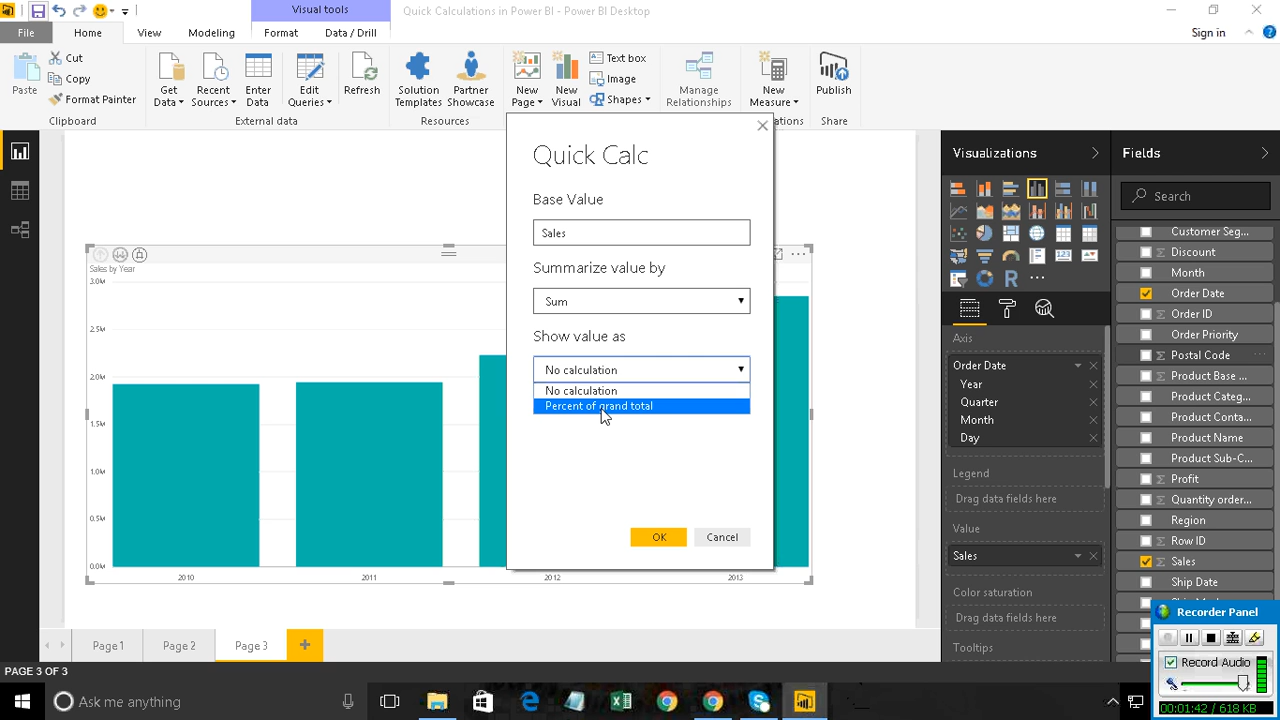 Visual tools
Quick Calculations in Power BI - Power BI Desktop
File
Home
View
Modeling
Format
Data / Drill
Sign in
Paste
Cut
Copy
Format Painter
Clipboard
Get Data
Recent Sources
Enter Data
Edit Queries
Refresh
External data
Solution Templates
Partner Showcase
Resources
New Page
New Visual
Text box
Image
Shapes
Manage Relationships
New Measure
Publish
Share
Quick Calc
Base Value
Sales
Summarize value by
Sum
Show value as
No calculation
No calculation
Percent of grand total
OK
Cancel
Sales by Year
3.0M
2.5M
2.0M
1.5M
1.0M
0.5M
0.0M
2010
2011
2012
2013
Visualizations
R
Axis
Order Date
Year
Quarter
Month
Day
Legend
Drag data fields here
Value
Sales
Color saturation
Drag data fields here
Tooltips
Fields
Search
Customer Seg...
Discount
Month
Order Date
Order ID
Order Priority
Postal Code
Product Base ...
Product Categ...
Product Conta...
Product Name
Product Sub-C...
Profit
Quantity order...
Region
Row ID
Sales
Ship Date
Page 1
Page 2
Page 3
PAGE 3 OF 3
Recorder Panel
Record Audio
00:01:42 / 618 KB
Ask me anything